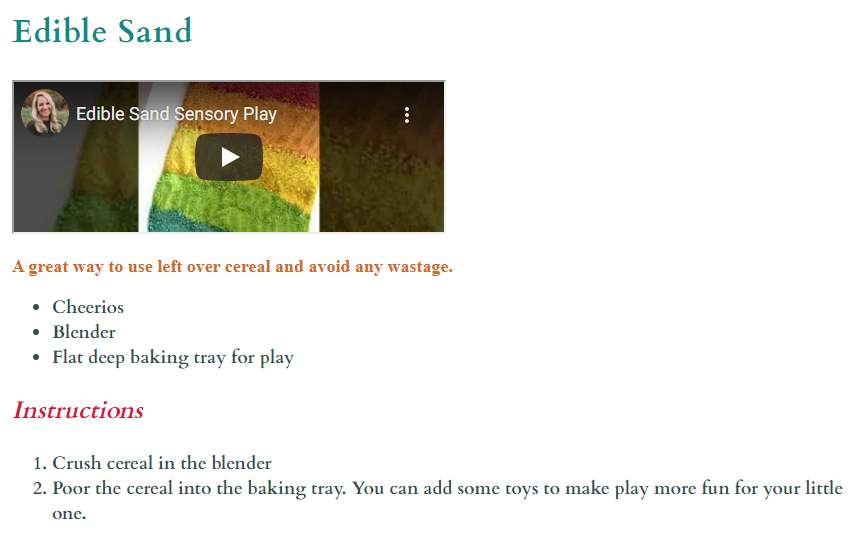 Edible Sand
Edible Sand Sensory Play
A great way to use left over cereal and avoid any wastage.
• Cheerios
• Blender
• Flat deep baking tray for play
Instructions
1. Crush cereal in the blender
2. Poor the cereal into the baking tray. You can add some toys to make play more fun for your little
one.